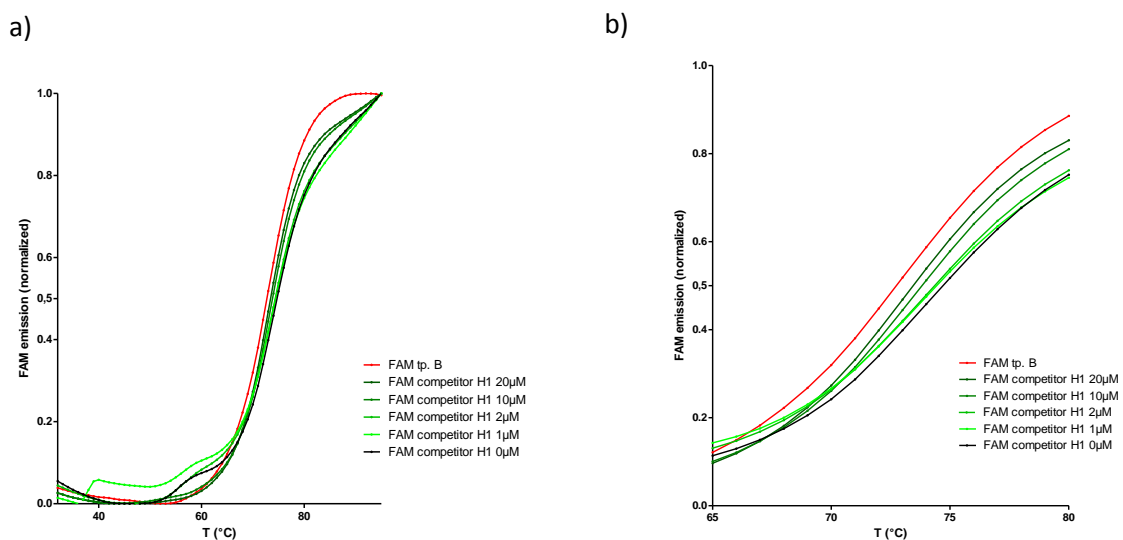 a)
FAM emission (normalized)
1.0
0.8
0.6
0.5
0.4
0.2
0.0
40
60
80
T (°C)
FAM tp. B
FAM competitor H1 20µM
FAM competitor H1 10µM
FAM competitor H1 2µM
FAM competitor H1 1µM
FAM competitor H1 0µM
b)
FAM emission (normalized)
1.0
0.8
0.6
0.4
0.2
0.0
65
70
75
80
T (°C)
FAM tp. B
FAM competitor H1 20µM
FAM competitor H1 10µM
FAM competitor H1 2µM
FAM competitor H1 1µM
FAM competitor H1 0µM